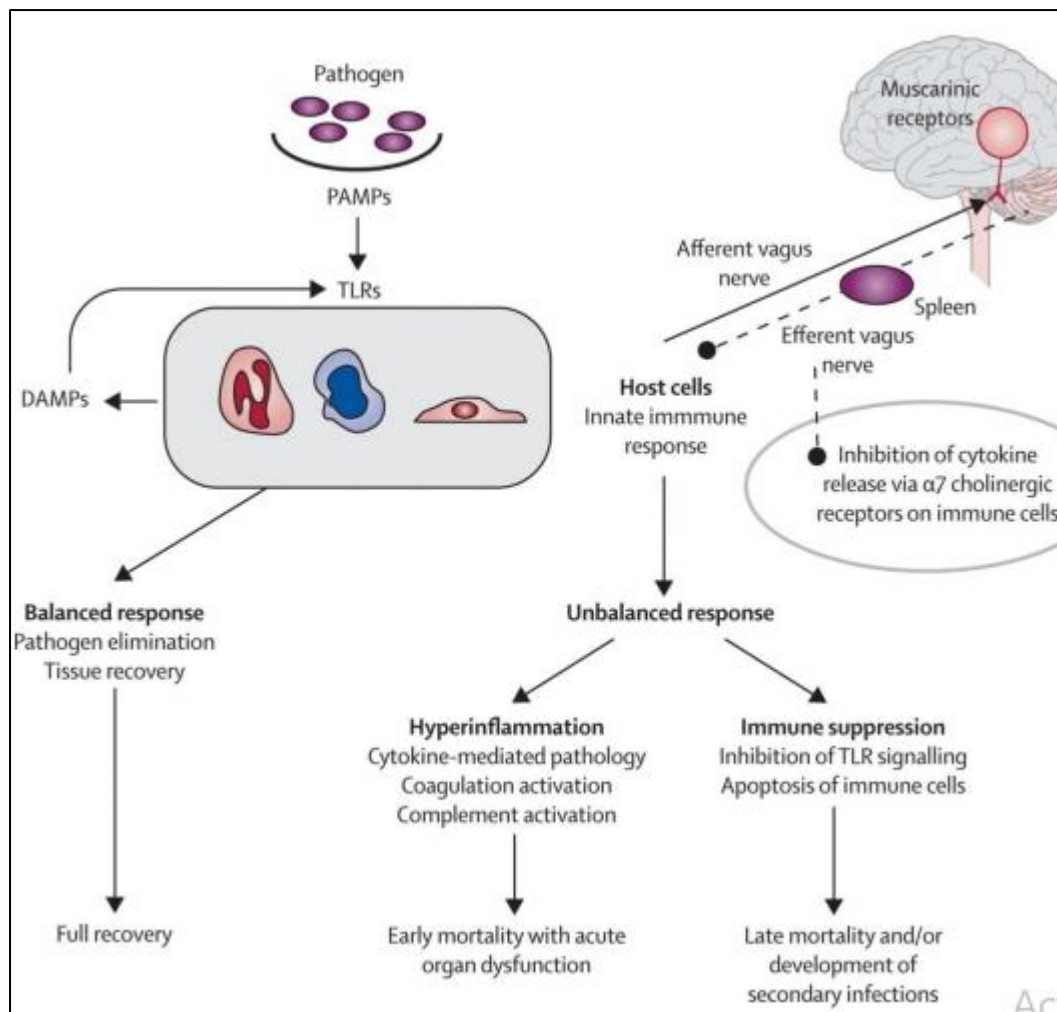 Pathogen
PAMPs
TLRs
DAMPs
Muscarinic
receptors
Afferent vagus
nerve
Spleen
Efferent vagus
nerve
Host cells
Innate immmune
response
Inhibition of cytokine
release via α7 cholinergic
receptors on immune cells
Balanced response
Pathogen elimination
Tissue recovery
Unbalanced response
Hyperinflammation
Cytokine-mediated pathology
Coagulation activation
Complement activation
Immune suppression
Inhibition of TLR signalling
Apoptosis of immune cells
Full recovery
Early mortality with acute
organ dysfunction
Late mortality and/or
development of
secondary infections